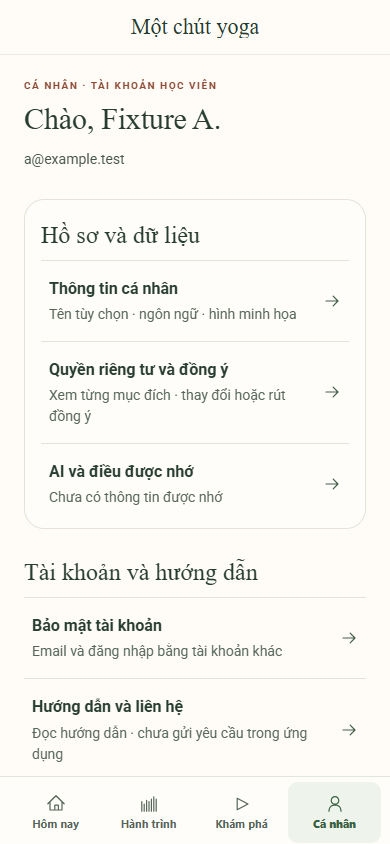 Một chút yoga
CÁ NHÂN · TÀI KHOẢN HỌC VIÊN
Chào, Fixture A.
a@example.test
Hồ sơ và dữ liệu
Thông tin cá nhân
Tên tùy chọn · ngôn ngữ · hình minh họa
Quyền riêng tư và đồng ý
Xem từng mục đích · thay đổi hoặc rút
đồng ý
AI và điều được nhớ
Chưa có thông tin được nhớ
Tài khoản và hướng dẫn
Bảo mật tài khoản
Email và đăng nhập bằng tài khoản khác
Hướng dẫn và liên hệ
Đọc hướng dẫn · chưa gửi yêu cầu trong ứng
dụng
Hôm nay
Hành trình
Khám phá
Cá nhân